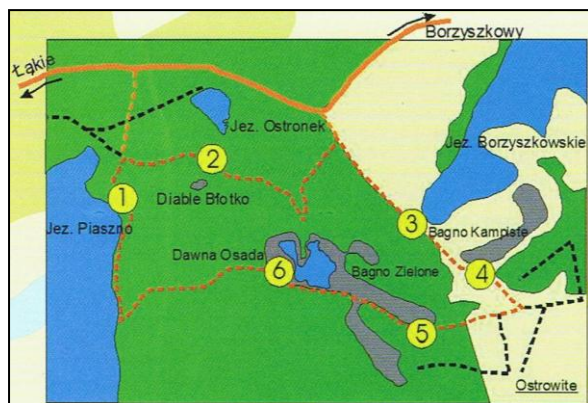 Borzyszkowy
Łąkie
Jez. Ostronek
Jez. Borzyszkowskie
2
1
Diable Błotko
3
Jez. Piaszno
Bagno Kampiste
Dawna Osada
6
Bagno Zielone
4
5
Ostrowite